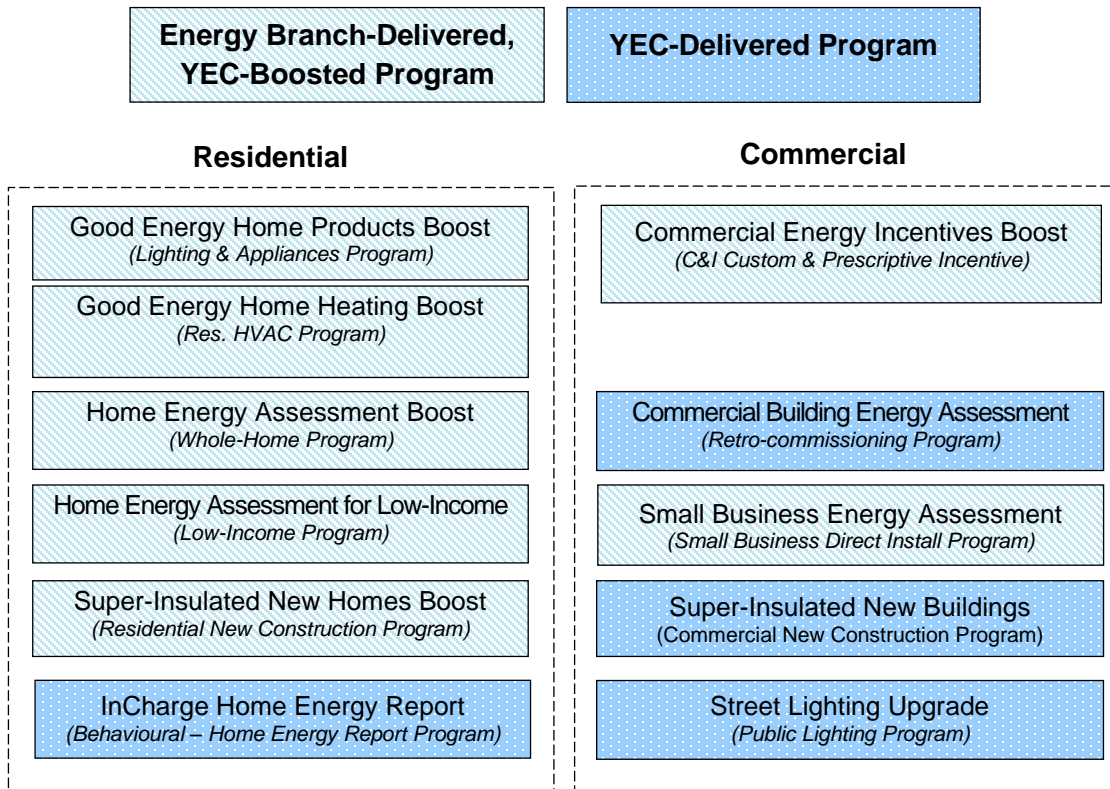 Energy Branch-Delivered,
YEC-Boosted Program
YEC-Delivered Program
Residential
Good Energy Home Products Boost
(Lighting & Appliances Program)
Good Energy Home Heating Boost
(Res. HVAC Program)
Home Energy Assessment Boost
(Whole-Home Program)
Home Energy Assessment for Low-Income
(Low-Income Program)
Super-Insulated New Homes Boost
(Residential New Construction Program)
InCharge Home Energy Report
(Behavioural – Home Energy Report Program)
Commercial
Commercial Energy Incentives Boost
(C&I Custom & Prescriptive Incentive)
Commercial Building Energy Assessment
(Retro-commissioning Program)
Small Business Energy Assessment
(Small Business Direct Install Program)
Super-Insulated New Buildings
(Commercial New Construction Program)
Street Lighting Upgrade
(Public Lighting Program)